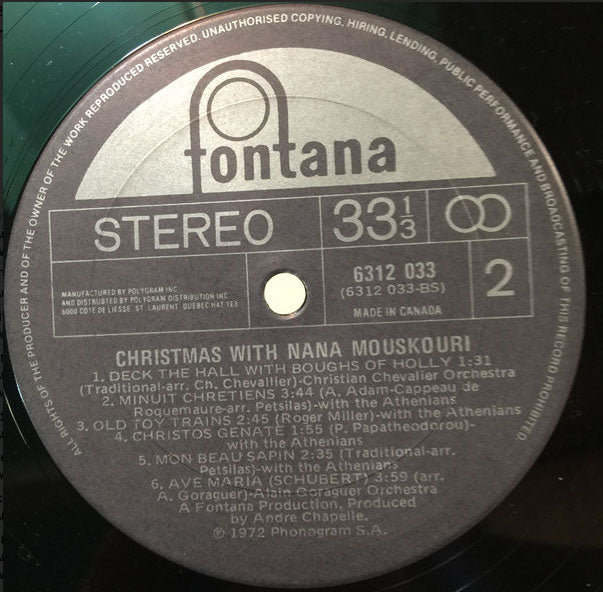 ALL RIGHTS OF THE PRODUCER AND OF THE OWNER OF THE WORK REPRODUCED RESERVED. UNAUTHORISED COPYING, HIRING, LENDING, PUBLIC PERFORMANCE AND BROADCASTING OF THIS RECORD PROHIBITED.
fontana
STEREO
33 1/3
6312 033
(6312 033-BS)
2
MANUFACTURED BY POLYGRAM INC
AND DISTRIBUTED BY POLYGRAM DISTRIBUTION INC
6000 COTE DE LIESSE ST. LAURENT QUEBEC H4T 1E3
MADE IN CANADA
CHRISTMAS WITH NANA MOUSKOURI
1. DECK THE HALL WITH BOUGHS OF HOLLY 1:31
(Traditional-arr. Ch. Chevallier)-Christian Chevalier Orchestra
2. MINUIT CHRETIENS 3:44 (A. Adam-Cappeau de
Roquemaure-arr. Petsilas)-with the Athenians
3. OLD TOY TRAINS 2:45 (Roger Miller)-with the Athenians
4. CHRISTOS GENATE 1:55 (P. Papatheodorou)-
with the Athenians
5. MON BEAU SAPIN 2:35 (Traditional-arr.
Petsilas)-with the Athenians
6. AVE MARIA (SCHUBERT) 3:59 (arr.
A. Goraguer)-Alain Goraguer Orchestra
A Fontana Production, Produced
by Andre Chapelle.
℗ 1972 Phonogram S.A.